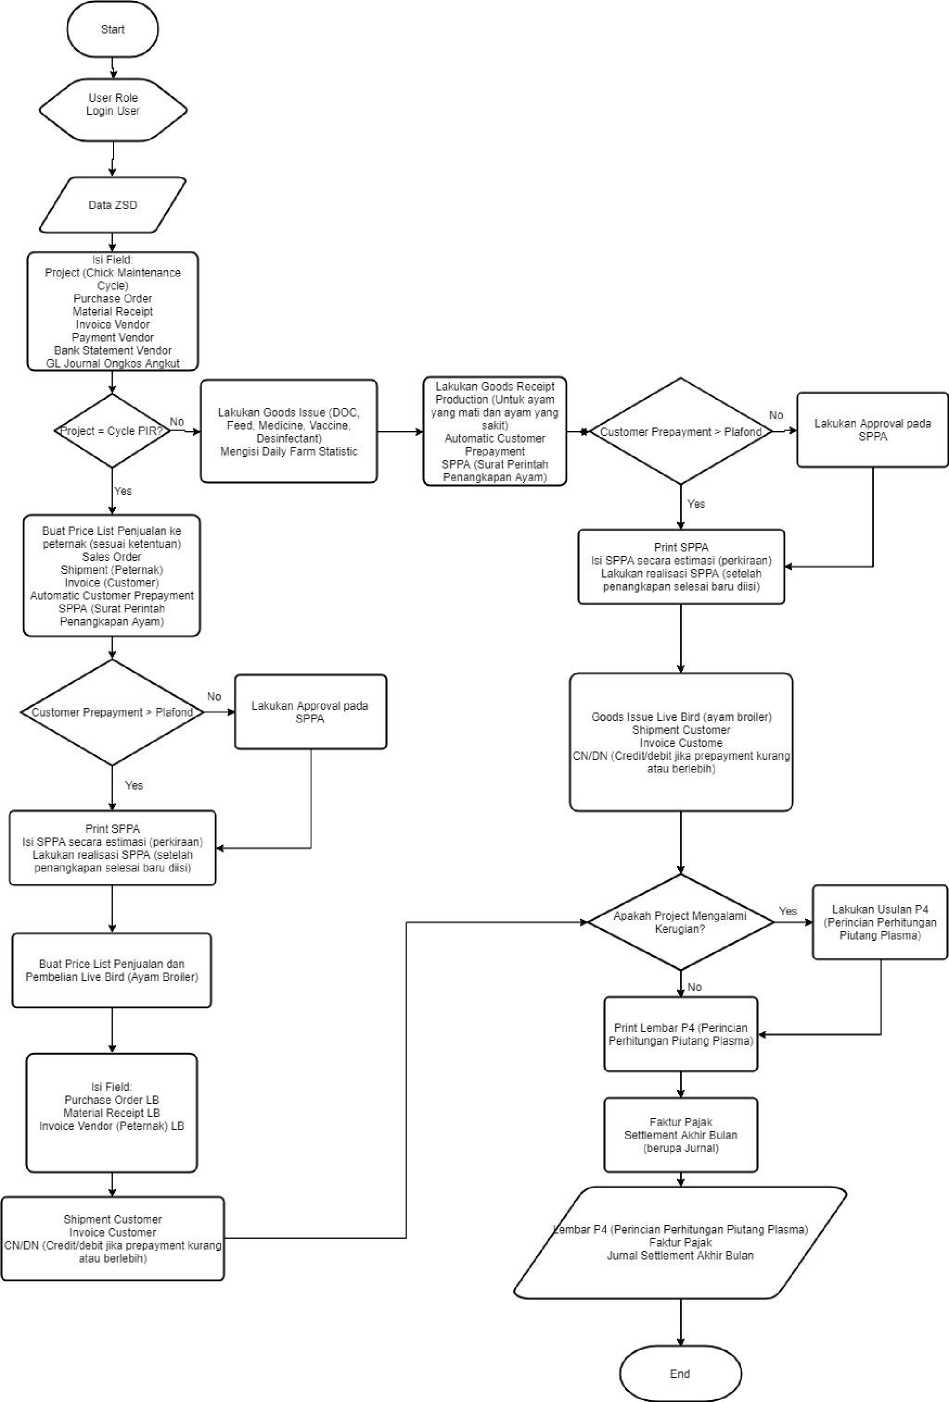 Start
User Role
Login User
Data ZSD
Isi Field:
Project (Chick Maintenance
Cycle)
Purchase Order
Material Receipt
Invoice Vendor
Payment Vendor
Bank Statement Vendor
GL Journal Ongkos Angkut
Project = Cycle PIR?
No
Yes
Lakukan Goods Issue (DOC,
Feed, Medicine, Vaccine,
Desinfectant)
Mengisi Daily Farm Statistic
Lakukan Goods Receipt
Production (Untuk ayam
yang mati dan ayam yang
sakit)
Automatic Customer
Prepayment
SPPA (Surat Perintah
Penangkapan Ayam)
Customer Prepayment > Plafond
No
Yes
Lakukan Approval pada
SPPA
Print SPPA
Isi SPPA secara estimasi (perkiraan)
Lakukan realisasi SPPA (setelah
penangkapan selesai baru diisi)
Buat Price List Penjualan ke
peternak (sesuai ketentuan)
Sales Order
Shipment (Peternak)
Invoice (Customer)
Automatic Customer Prepayment
SPPA (Surat Perintah
Penangkapan Ayam)
Customer Prepayment > Plafond
No
Yes
Lakukan Approval pada
SPPA
Print SPPA
Isi SPPA secara estimasi (perkiraan)
Lakukan realisasi SPPA (setelah
penangkapan selesai baru diisi)
Buat Price List Penjualan dan
Pembelian Live Bird (Ayam Broiler)
Isi Field:
Purchase Order LB
Material Receipt LB
Invoice Vendor (Peternak) LB
Shipment Customer
Invoice Customer
CN/DN (Credit/debit jika prepayment kurang
atau berlebih)
Goods Issue Live Bird (ayam broiler)
Shipment Customer
Invoice Custome
CN/DN (Credit/debit jika prepayment kurang
atau berlebih)
Apakah Project Mengalami
Kerugian?
Yes
No
Lakukan Usulan P4
(Perincian Perhitungan
Piutang Plasma)
Print Lembar P4 (Perincian
Perhitungan Piutang Plasma)
Faktur Pajak
Settlement Akhir Bulan
(berupa Jurnal)
Lembar P4 (Perincian Perhitungan Piutang Plasma)
Faktur Pajak
Jurnal Settlement Akhir Bulan
End